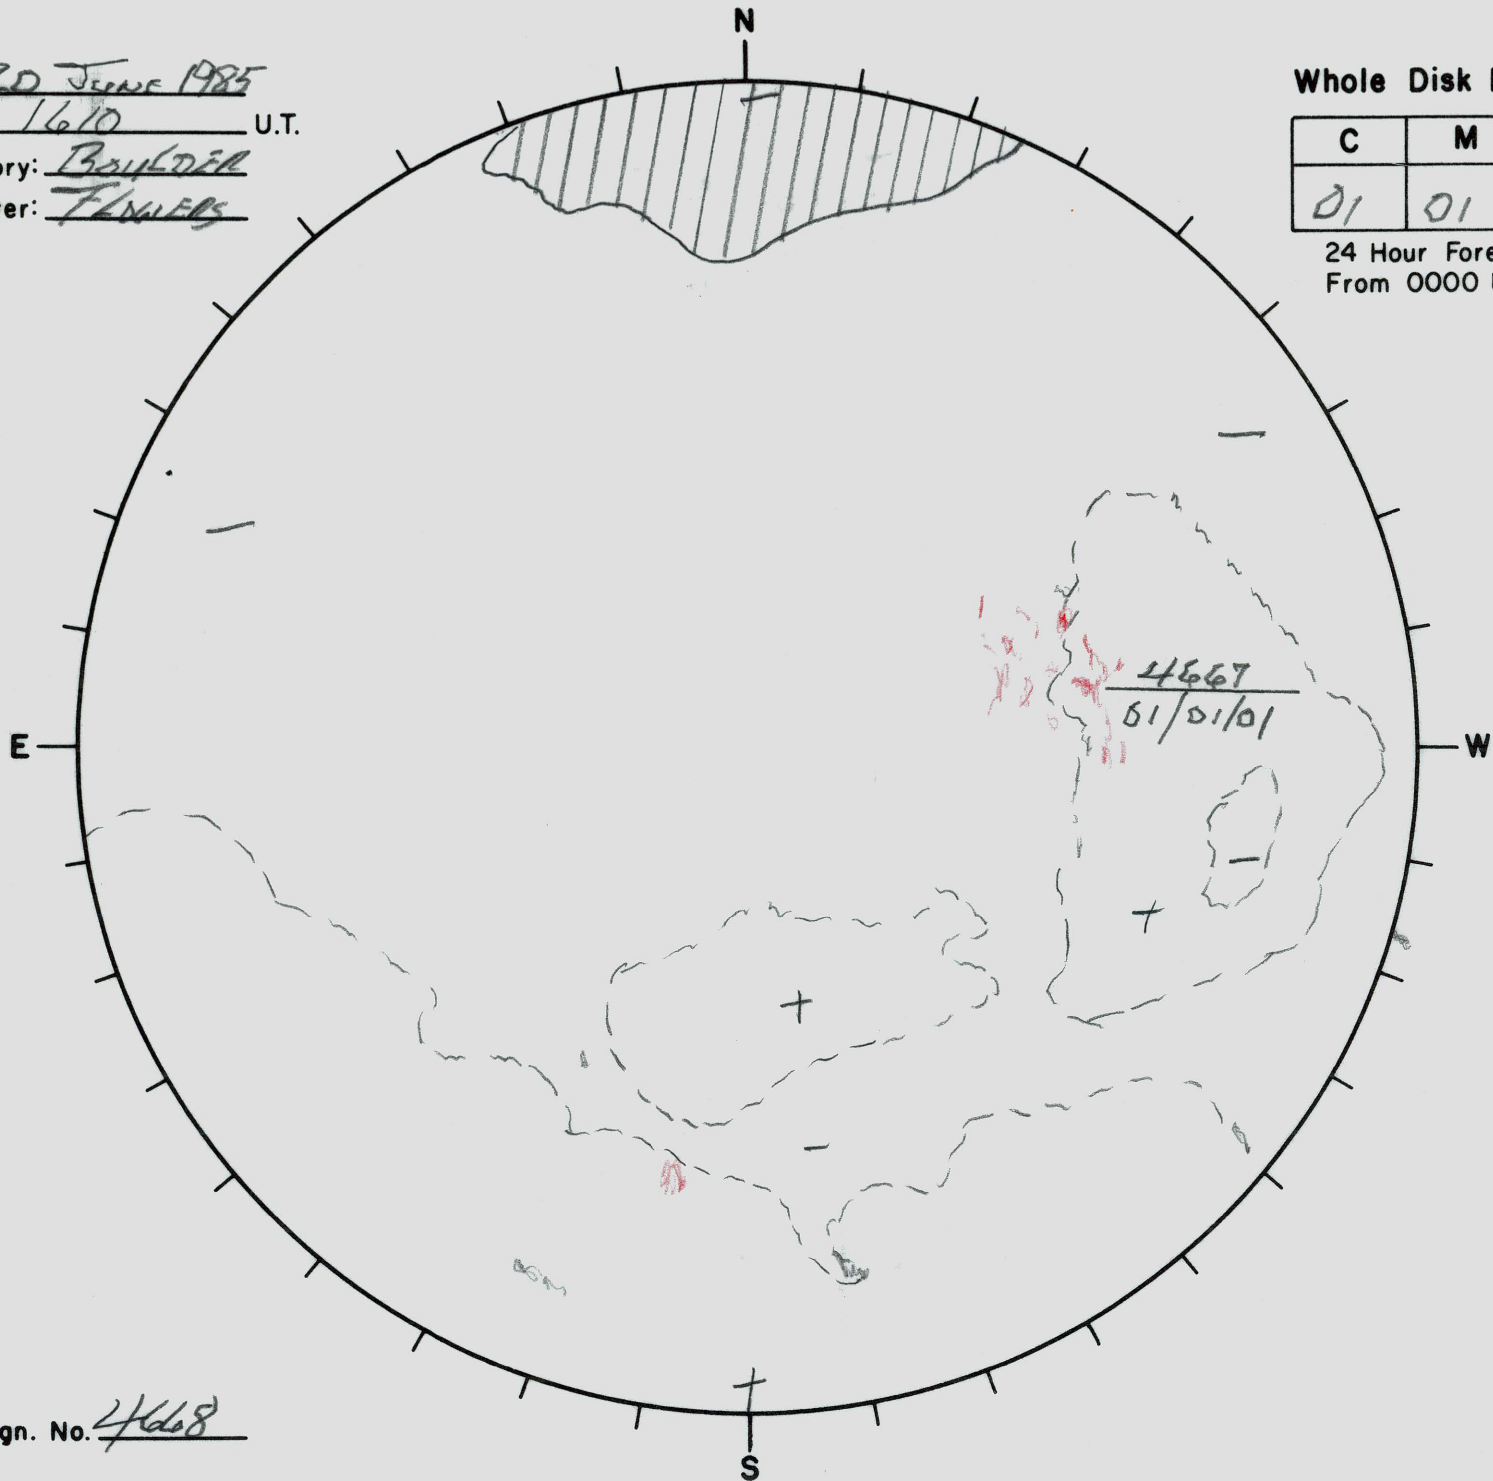 20 June 1985
1610 U.T.
ory: BOULDER
er: FLOWERS
N
Whole Disk
C M
01 01
24 Hour Fore
From 0000
E
W
4667
01/01/01
gn. No. 4668
S